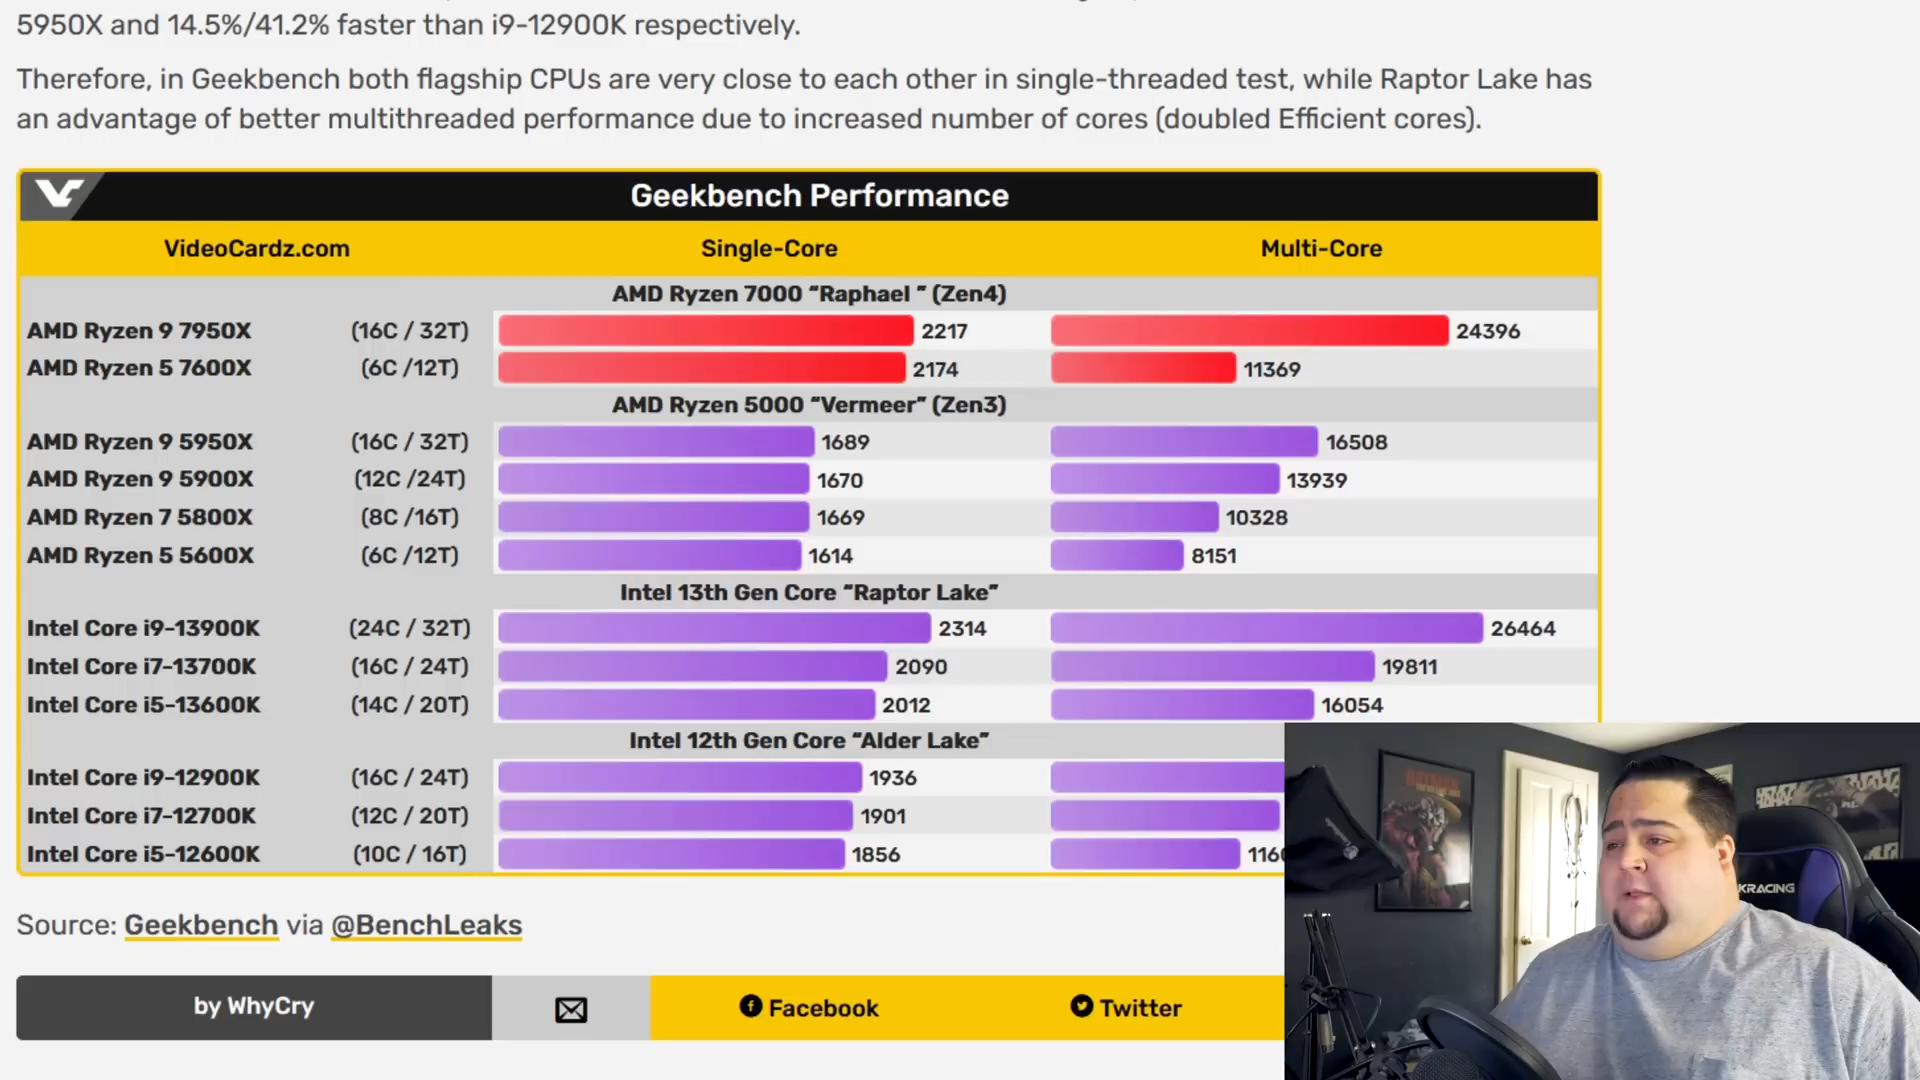 5950X and 14.5%/41.2% faster than i9-12900K respectively.
Therefore, in Geekbench both flagship CPUs are very close to each other in single-threaded test, while Raptor Lake has
an advantage of better multithreaded performance due to increased number of cores (doubled Efficient cores).
Geekbench Performance
VideoCardz.com Single-Core Multi-Core
AMD Ryzen 7000 “Raphael ” (Zen4)
AMD Ryzen 9 7950X (16C / 32T) 2217 24396
AMD Ryzen 5 7600X (6C /12T) 2174 11369
AMD Ryzen 5000 “Vermeer” (Zen3)
AMD Ryzen 9 5950X (16C / 32T) 1689 16508
AMD Ryzen 9 5900X (12C /24T) 1670 13939
AMD Ryzen 7 5800X (8C /16T) 1669 10328
AMD Ryzen 5 5600X (6C /12T) 1614 8151
Intel 13th Gen Core “Raptor Lake”
Intel Core i9-13900K (24C / 32T) 2314 26464
Intel Core i7-13700K (16C / 24T) 2090 19811
Intel Core i5-13600K (14C / 20T) 2012 16054
Intel 12th Gen Core “Alder Lake”
Intel Core i9-12900K (16C / 24T) 1936
Intel Core i7-12700K (12C / 20T) 1901
Intel Core i5-12600K (10C / 16T) 1856
Source: Geekbench via @BenchLeaks
by WhyCry Facebook Twitter
KRACING